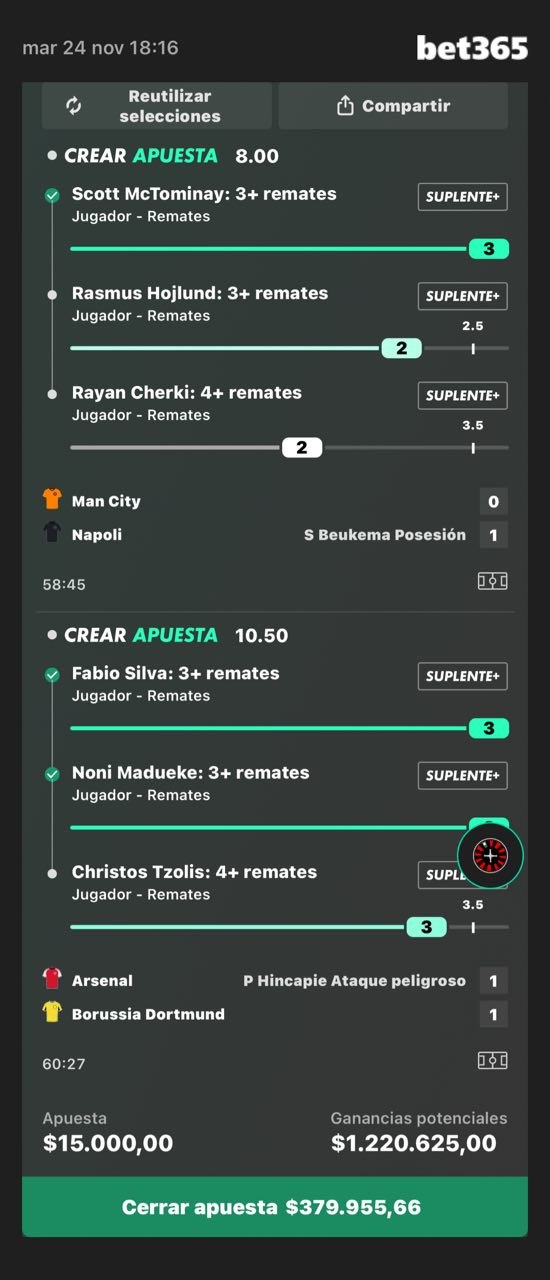 mar 24 nov 18:16
bet365
Reutilizar selecciones
Compartir
CREAR APUESTA 8.00
Scott McTominay: 3+ remates
SUPLENTE+
Jugador - Remates
3
Rasmus Hojlund: 3+ remates
SUPLENTE+
Jugador - Remates
2.5
2
Rayan Cherki: 4+ remates
SUPLENTE+
Jugador - Remates
3.5
2
Man City 0
Napoli S Beukema Posesión 1
58:45
CREAR APUESTA 10.50
Fabio Silva: 3+ remates
SUPLENTE+
Jugador - Remates
3
Noni Madueke: 3+ remates
SUPLENTE+
Jugador - Remates
Christos Tzolis: 4+ remates
Jugador - Remates
3.5
3
Arsenal P Hincapie Ataque peligroso 1
Borussia Dortmund 1
60:27
Apuesta Ganancias potenciales
$15.000,00 $1.220.625,00
Cerrar apuesta $379.955,66